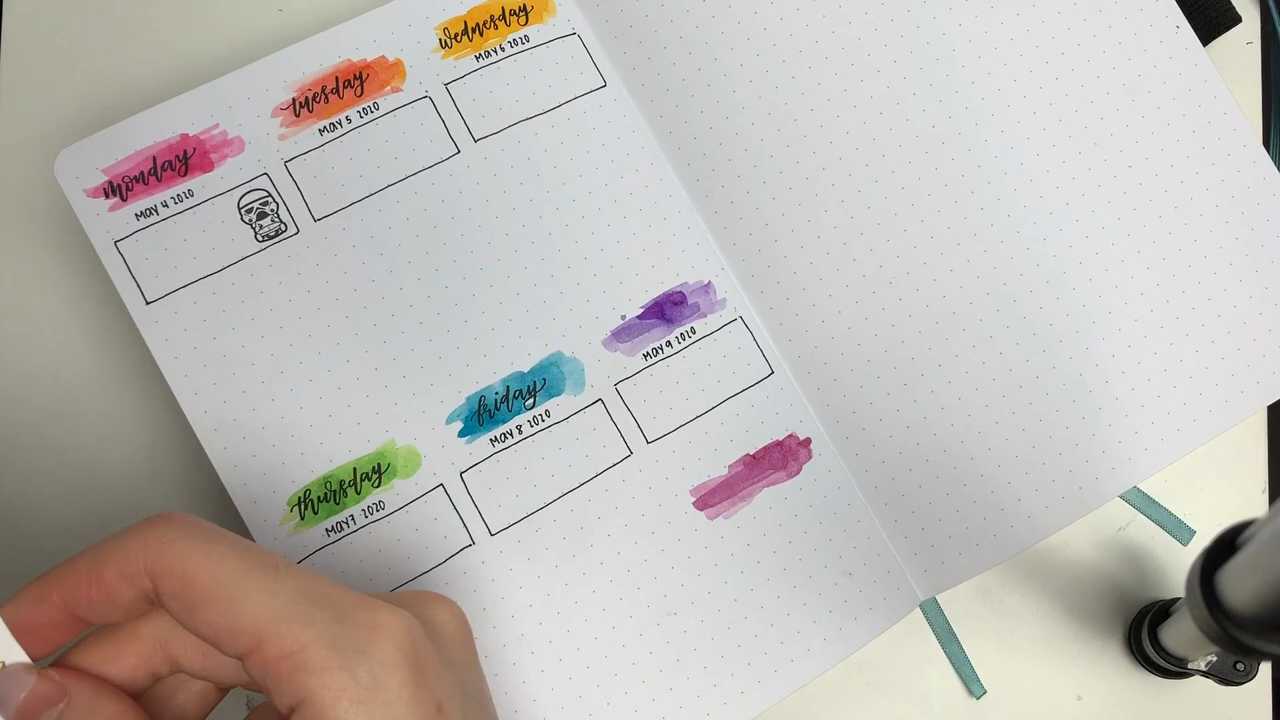 monday
MAY 4 2020
tuesday
MAY 5 2020
wednesday
MAY 6 2020
thursday
MAY 7 2020
friday
MAY 8 2020
MAY 9 2020